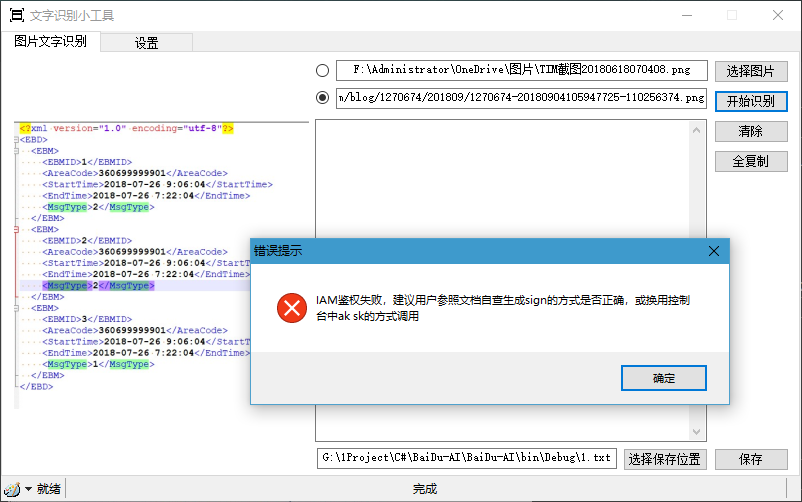 文字识别小工具
图片文字识别
设置
F:\Administrator\OneDrive\图片\TIM截图20180618070408.png
选择图片
n/blog/1270674/201809/1270674-20180904105947725-110256374.png
开始识别
清除
全复制
<?xml version="1.0" encoding="utf-8"?>
<EBD>
<EBM>
<EBMID>1</EBMID>
<AreaCode>360699999901</AreaCode>
<StartTime>2018-07-26 9:06:04</StartTime>
<EndTime>2018-07-26 7:22:04</EndTime>
<MsgType>2</MsgType>
</EBM>
<EBM>
<EBMID>2</EBMID>
<AreaCode>360699999901</AreaCode>
<StartTime>2018-07-26 9:06:04</Sta
<EndTime>2018-07-26 7:22:04</EndTi
<MsgType>2</MsgType>
</EBM>
<EBM>
<EBMID>3</EBMID>
<AreaCode>360699999901</AreaCode>
<StartTime>2018-07-26 9:06:04</Sta
<EndTime>2018-07-26 7:22:04</EndTi
<MsgType>1</MsgType>
</EBM>
</EBD>
错误提示
IAM鉴权失败，建议用户参照文档自查生成sign的方式是否正确，或换用控制
台中ak sk的方式调用
确定
G:\1Project\C#\BaiDu-AI\BaiDu-AI\bin\Debug\1.txt
选择保存位置
保存
就绪
完成